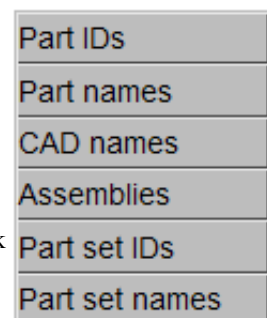 Part IDs
Part names
CAD names
Assemblies
k
Part set IDs
Part set names